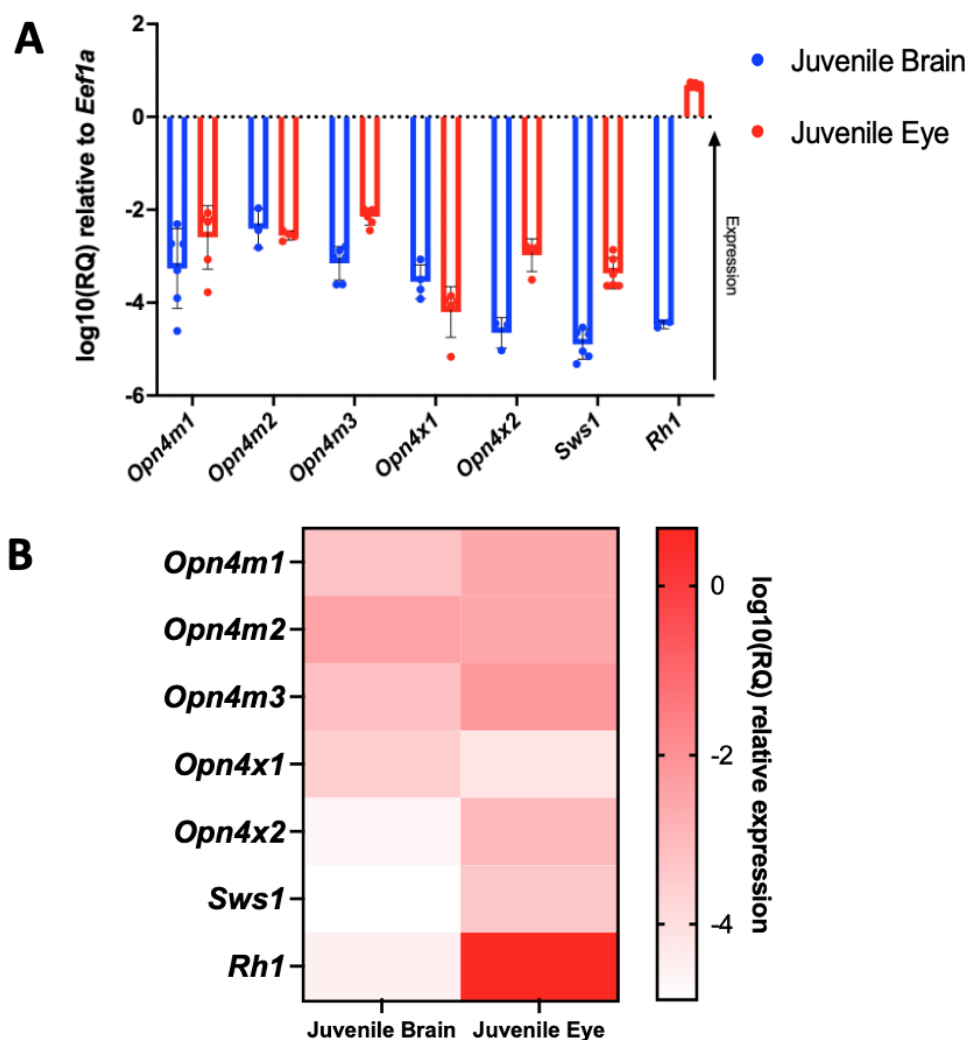 A
log10(RQ) relative to Eef1a
2
0
-2
-4
-6
Opn4m1
Opn4m2
Opn4m3
Opn4x1
Opn4x2
Sws1
Rh1
Expression
Juvenile Brain
Juvenile Eye
B
Opn4m1
Opn4m2
Opn4m3
Opn4x1
Opn4x2
Sws1
Rh1
Juvenile Brain
Juvenile Eye
0
-2
-4
log10(RQ) relative expression